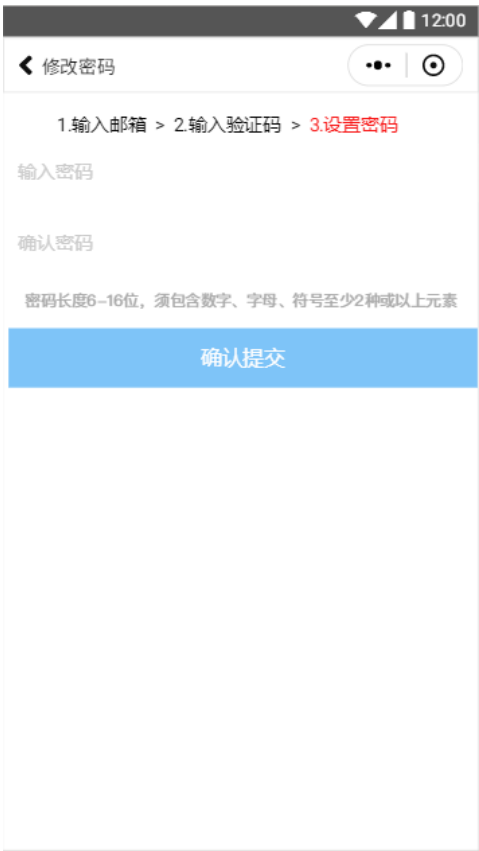 12:00
修改密码
1.输入邮箱 > 2.输入验证码 > 3.设置密码
输入密码
确认密码
密码长度6-16位，须包含数字、字母、符号至少2种或以上元素
确认提交